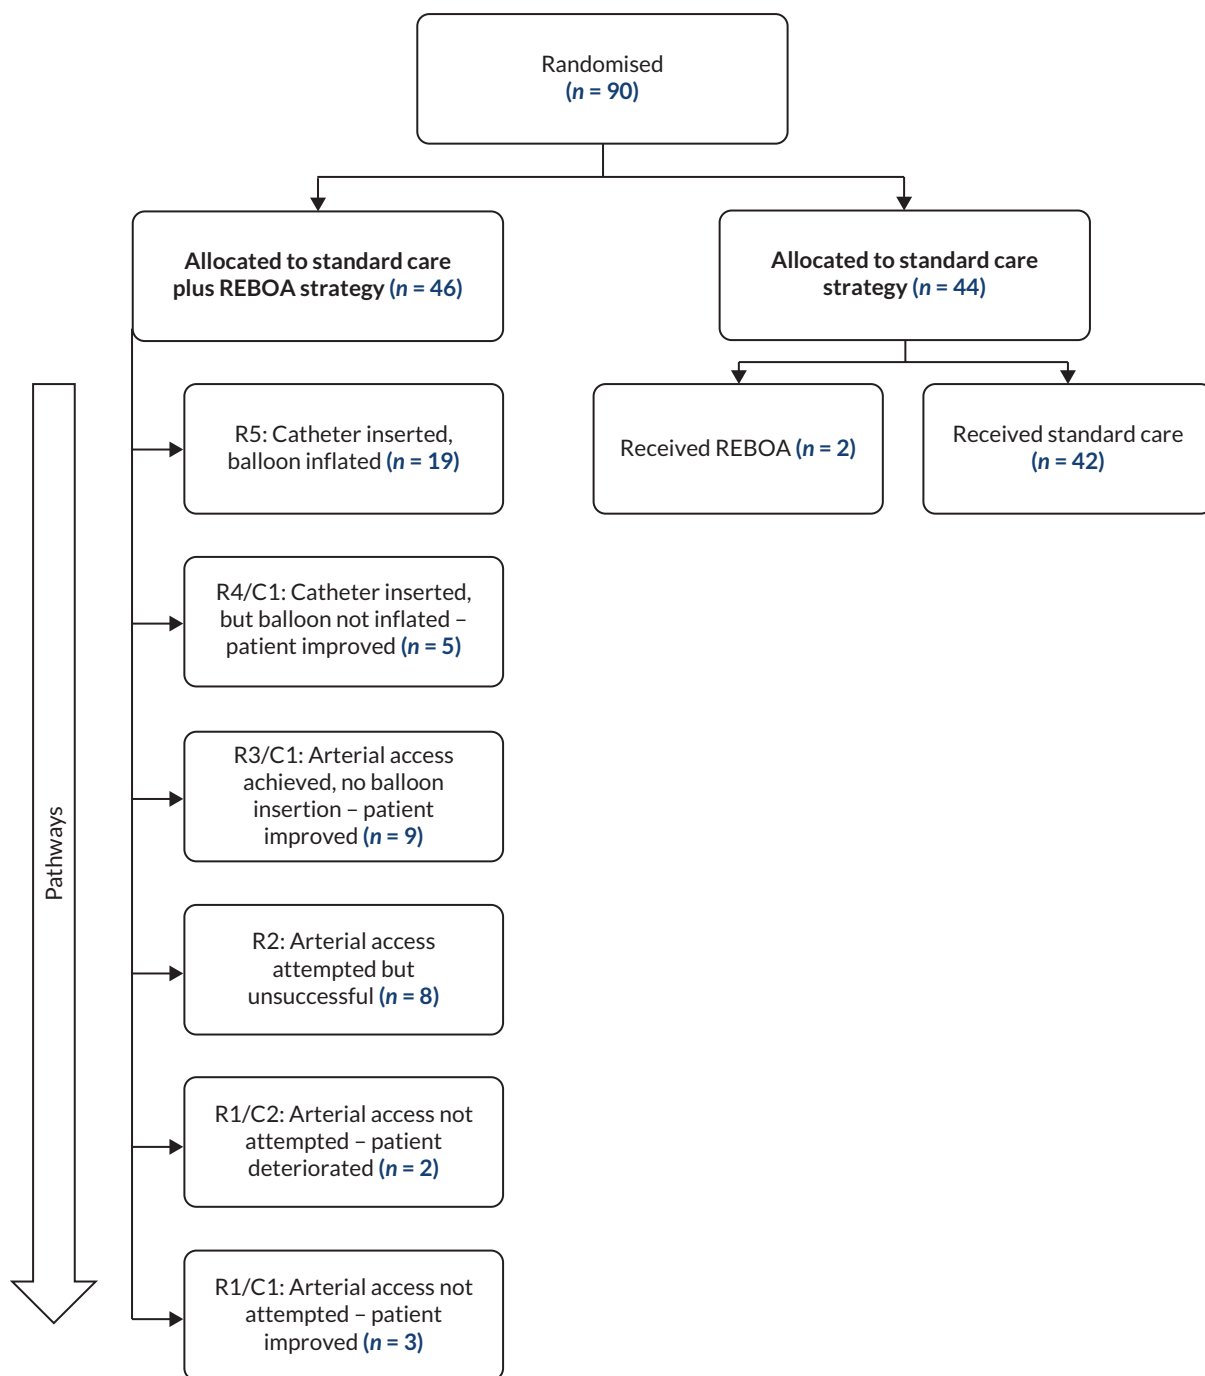 Randomised
(n = 90)
Allocated to standard care
plus REBOA strategy (n = 46)
Allocated to standard care
strategy (n = 44)
Received REBOA (n = 2)
Received standard care
(n = 42)
Pathways
R5: Catheter inserted,
balloon inflated (n = 19)
R4/C1: Catheter inserted,
but balloon not inflated –
patient improved (n = 5)
R3/C1: Arterial access
achieved, no balloon
insertion – patient
improved (n = 9)
R2: Arterial access
attempted but
unsuccessful (n = 8)
R1/C2: Arterial access not
attempted – patient
deteriorated (n = 2)
R1/C1: Arterial access not
attempted – patient
improved (n = 3)